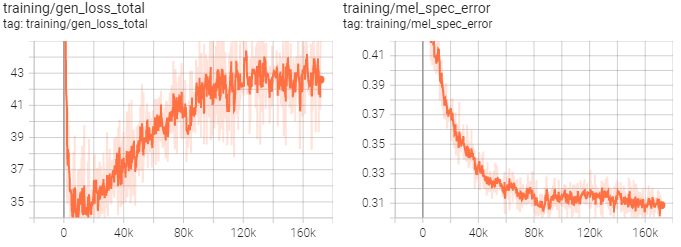 training/gen_loss_total
tag: training/gen_loss_total
43
41
39
37
35
0 40k 80k 120k 160k
training/mel_spec_error
tag: training/mel_spec_error
0.41
0.39
0.37
0.35
0.33
0.31
0 40k 80k 120k 160k